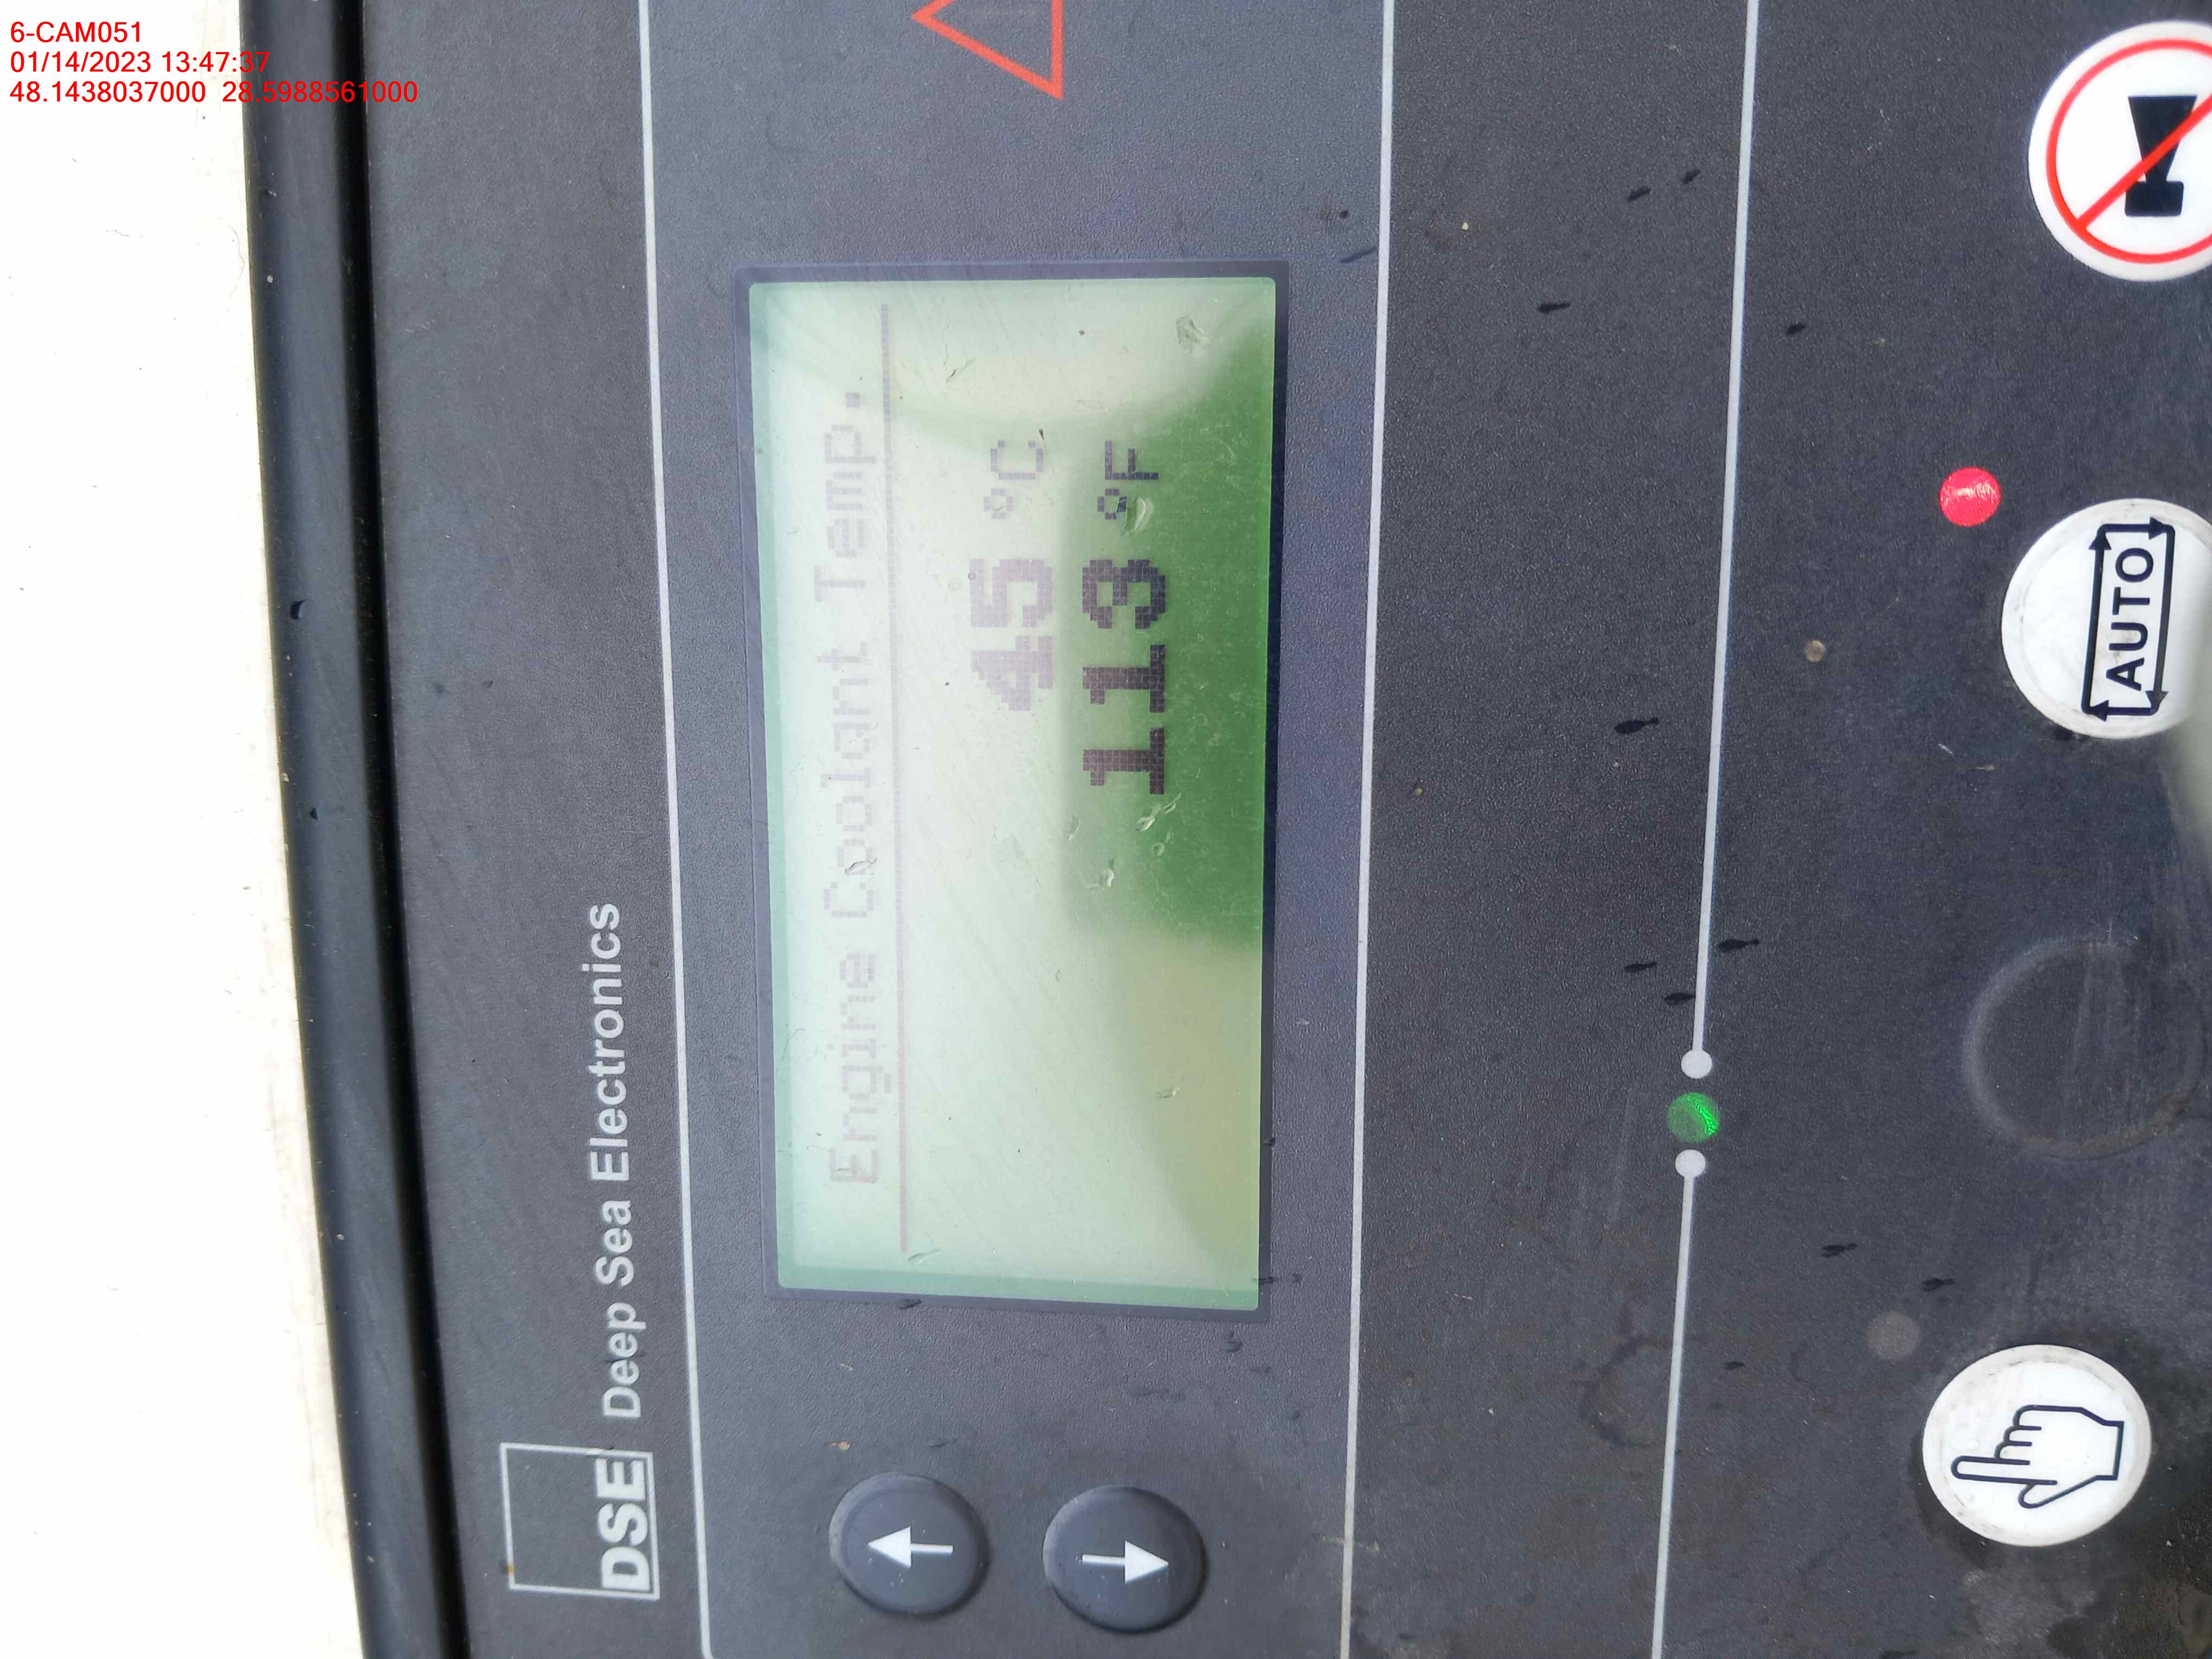 6-CAM051
01/14/2023 13:47:37
48.1438037000 28.5988561000
DSE Deep Sea Electronics
Engine Coolant Temp.
45 °C
113 °F
AUTO